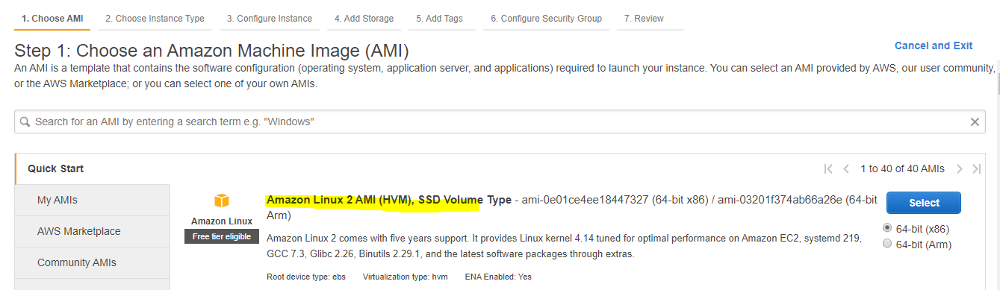 1. Choose AMI 2. Choose Instance Type 3. Configure Instance 4. Add Storage 5. Add Tags 6. Configure Security Group 7. Review
Step 1: Choose an Amazon Machine Image (AMI)
Cancel and Exit
An AMI is a template that contains the software configuration (operating system, application server, and applications) required to launch your instance. You can select an AMI provided by AWS, our user community,
or the AWS Marketplace; or you can select one of your own AMIs.
Search for an AMI by entering a search term e.g. "Windows"
Quick Start
1 to 40 of 40 AMIs
My AMIs
AWS Marketplace
Community AMIs
Amazon Linux
Free tier eligible
Amazon Linux 2 AMI (HVM), SSD Volume Type - ami-0e01ce4ee18447327 (64-bit x86) / ami-03201f374ab66a26e (64-bit
Arm)
Amazon Linux 2 comes with five years support. It provides Linux kernel 4.14 tuned for optimal performance on Amazon EC2, systemd 219,
GCC 7.3, Glibc 2.26, Binutils 2.29.1, and the latest software packages through extras.
Root device type: ebs Virtualization type: hvm ENA Enabled: Yes
Select
64-bit (x86)
64-bit (Arm)